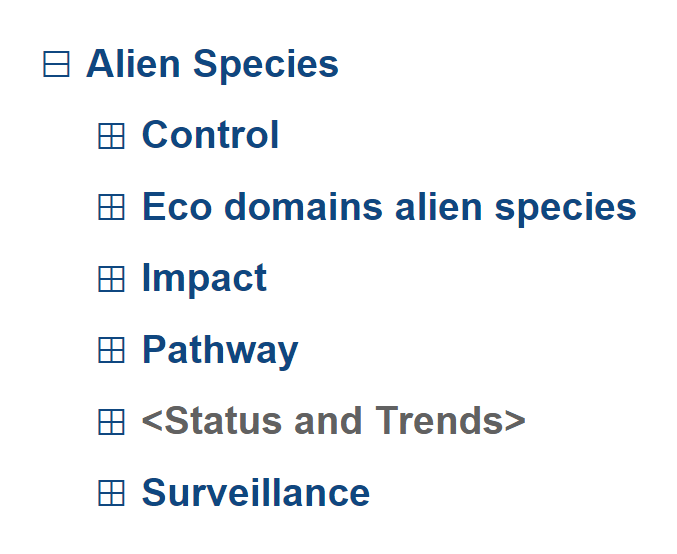 Alien Species
Control
Eco domains alien species
Impact
Pathway
<Status and Trends>
Surveillance